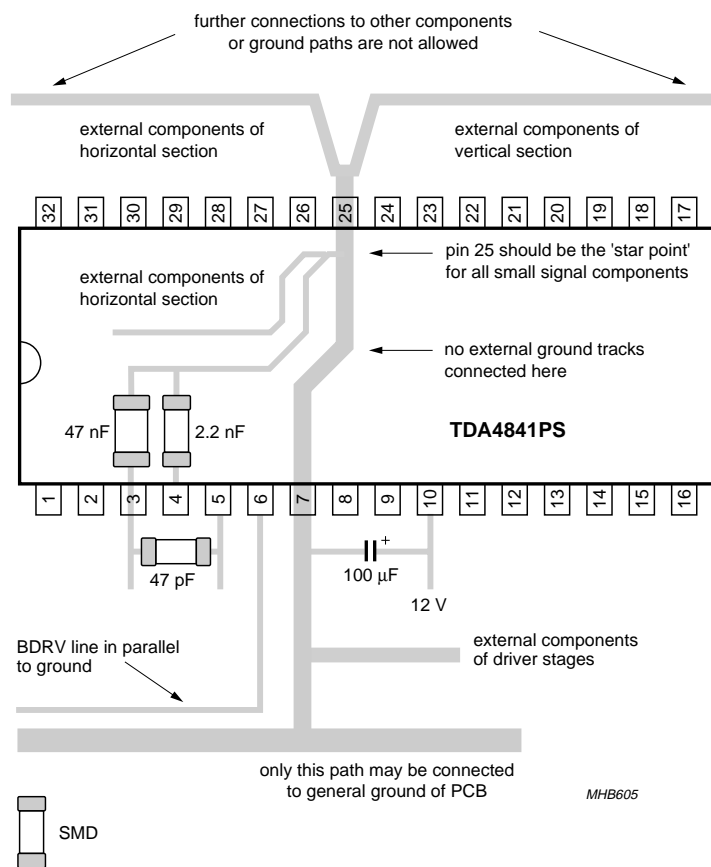 further connections to other components
or ground paths are not allowed
external components of
horizontal section
external components of
vertical section
32 31 30 29 28 27 26 25 24 23 22 21 20 19 18 17
external components of
horizontal section
pin 25 should be the 'star point'
for all small signal components
no external ground tracks
connected here
47 nF
2.2 nF
TDA4841PS
1 2 3 4 5 6 7 8 9 10 11 12 13 14 15 16
47 pF
100 μF
+
12 V
BDRV line in parallel
to ground
external components
of driver stages
only this path may be connected
to general ground of PCB
MHB605
SMD